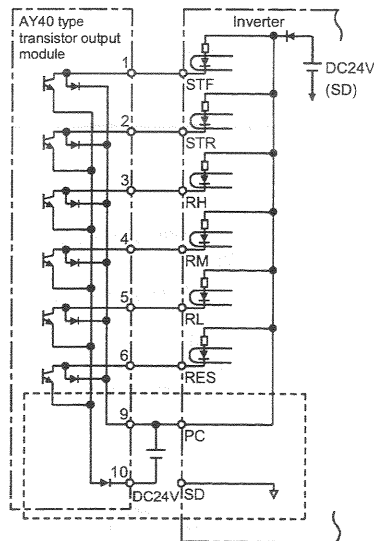 AY40 type
transistor output
module
Inverter
DC24V
(SD)
1
STF
2
STR
3
RH
4
RM
5
RL
6
RES
9
PC
10
DC24V
SD